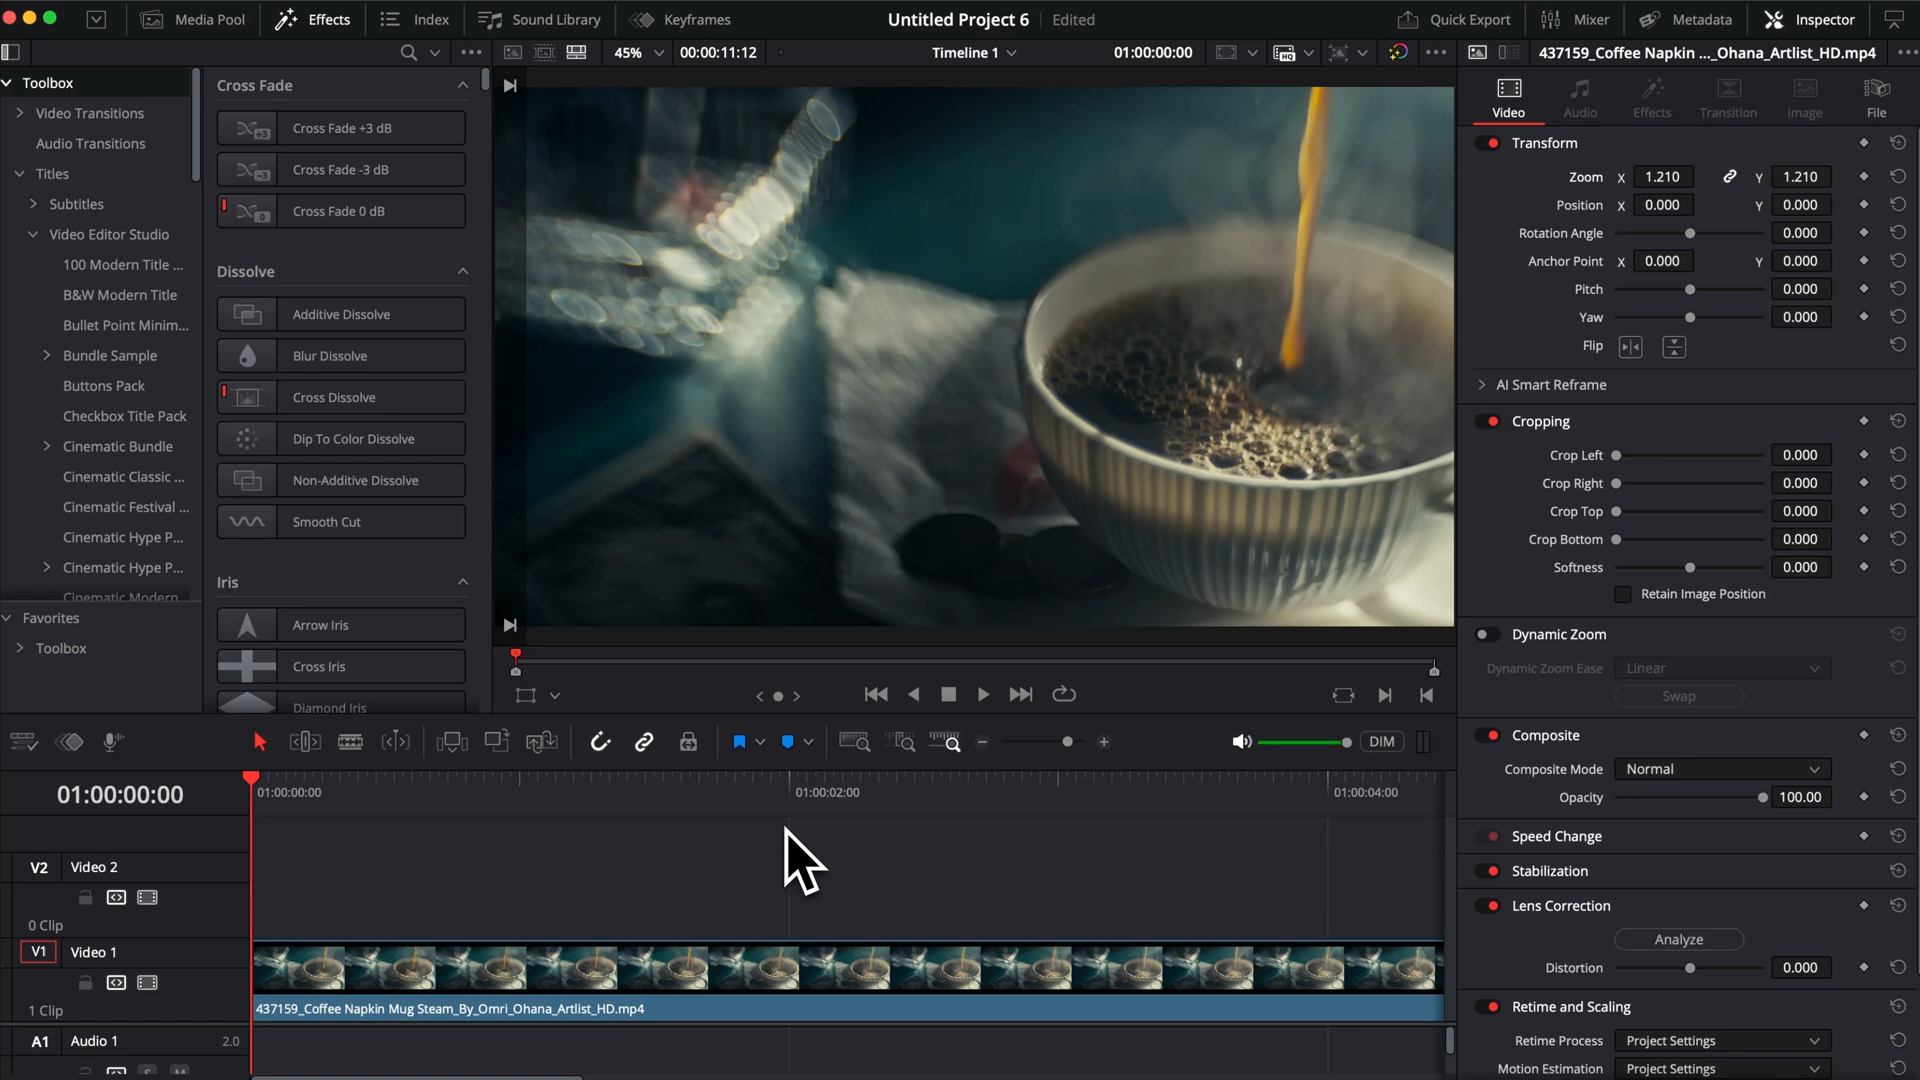 Media Pool Effects Index Sound Library Keyframes Untitled Project 6 Edited Quick Export Mixer Metadata Inspector
45% 00:00:11:12 Timeline 1 01:00:00:00 437159_Coffee Napkin ..._Ohana_Artlist_HD.mp4
Toolbox
Video Transitions
Audio Transitions
Titles
Subtitles
Video Editor Studio
100 Modern Title ...
B&W Modern Title
Bullet Point Minim...
Bundle Sample
Buttons Pack
Checkbox Title Pack
Cinematic Bundle
Cinematic Classic ...
Cinematic Festival ...
Cinematic Hype P...
Cinematic Hype P...
Cinematic Modern
Favorites
Toolbox
Cross Fade
Cross Fade +3 dB
Cross Fade -3 dB
Cross Fade 0 dB
Dissolve
Additive Dissolve
Blur Dissolve
Cross Dissolve
Dip To Color Dissolve
Non-Additive Dissolve
Smooth Cut
Iris
Arrow Iris
Cross Iris
Diamond Iris
Video Audio Effects Transition Image File
Transform
Zoom X 1.210 Y 1.210
Position X 0.000 Y 0.000
Rotation Angle 0.000
Anchor Point X 0.000 Y 0.000
Pitch 0.000
Yaw 0.000
Flip
AI Smart Reframe
Cropping
Crop Left 0.000
Crop Right 0.000
Crop Top 0.000
Crop Bottom 0.000
Softness 0.000
Retain Image Position
Dynamic Zoom
Dynamic Zoom Ease Linear
Swap
Composite
Composite Mode Normal
Opacity 100.00
Speed Change
Stabilization
Lens Correction
Analyze
Distortion 0.000
Retime and Scaling
Retime Process Project Settings
Motion Estimation Project Settings
DIM
01:00:00:00 01:00:00:00 01:00:02:00 01:00:04:00
V2 Video 2
0 Clip
V1 Video 1
1 Clip
437159_Coffee Napkin Mug Steam_By_Omri_Ohana_Artlist_HD.mp4
A1 Audio 1 2.0
S M